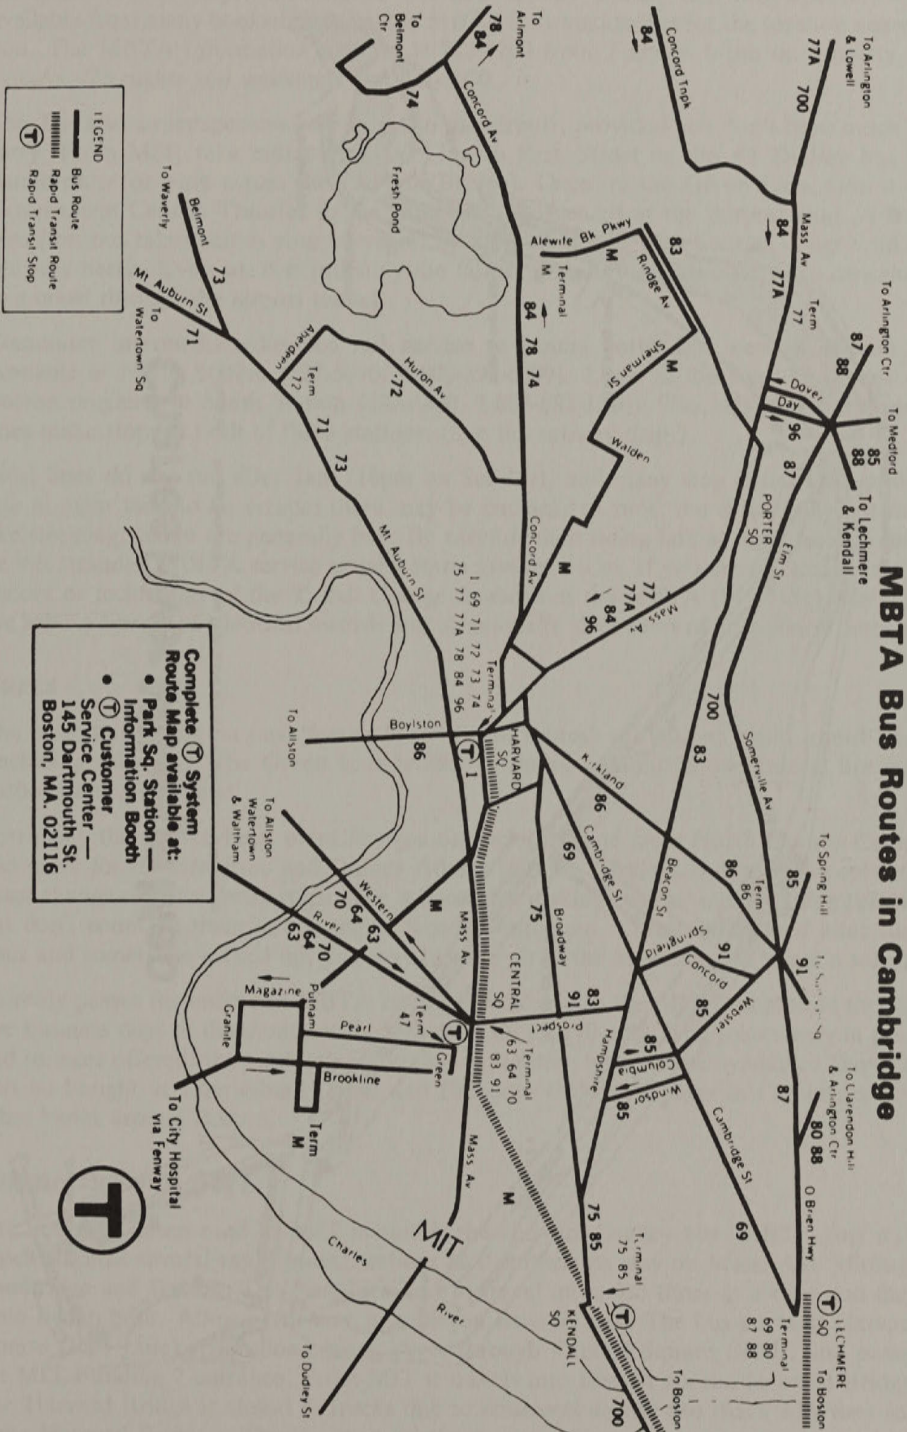 MBTA Bus Routes in Cambridge
To Arlington
& Lowell
77A
700
Mass Av
84
77A
Term
77
Concord Tnpk
84
To
Arlmont
78
84
To
Belmont
Ctr
74
Concord Av
Fresh Pond
Alewife Bk Pkwy
M
83
Rindge Av
M
Sherman St
Terminal
M
84 78 74
Walden
Concord Av
M
To Arlington Ctr
87
88
To Medford
85
88
To Lechmere
& Kendall
Dover
Day
96
87
Elm St
PORTER
SQ
Mass
77
77A
84
96
700
83
Somerville Av
Belmont
To Waverly
73
Mt Auburn St
71
To
Watertown Sq
Aberdeen
Term
72
Huron Av
72
71
73
Mt Auburn St
Terminal
1 69 71 72 73 74
75 77 77A 78 84 96
HARVARD
SQ
T 1
Boylston
86
To Allston
Kirkland
86
Cambridge St
69
Broadway
75
Beacon St
Term
86
86
To Spring Hill
85
91
Springfield
91
Concord
Webster
85
83
91
Prospect
Hampshire
85
Columbia
Windsor
85
87
To Clarendon Hill
& Arlington Ctr
80 88
O Brien Hwy
Cambridge St
69
LECHMERE
T SQ
To Boston
Terminal
69 80
87 88
Mass Av
CENTRAL
SQ
T
Terminal
63 64 70
83 91
Term
47
M
Western
63
64
70
River
70
64
63
To Allston
Watertown
& Waltham
Magazine
Putnam
Granite
Pearl
Green
Brookline
Term
M
To City Hospital
via Fenway
Mass Av
MIT
M
75 85
Terminal
75 85
T
KENDALL
SQ
To Boston
700
Charles
River
To Dudley St
T
LEGEND
Bus Route
Rapid Transit Route
T Rapid Transit Stop
Complete T System
Route Map available at:
• Park Sq. Station —
Information Booth
• T Customer
Service Center —
145 Dartmouth St.
Boston, MA. 02116